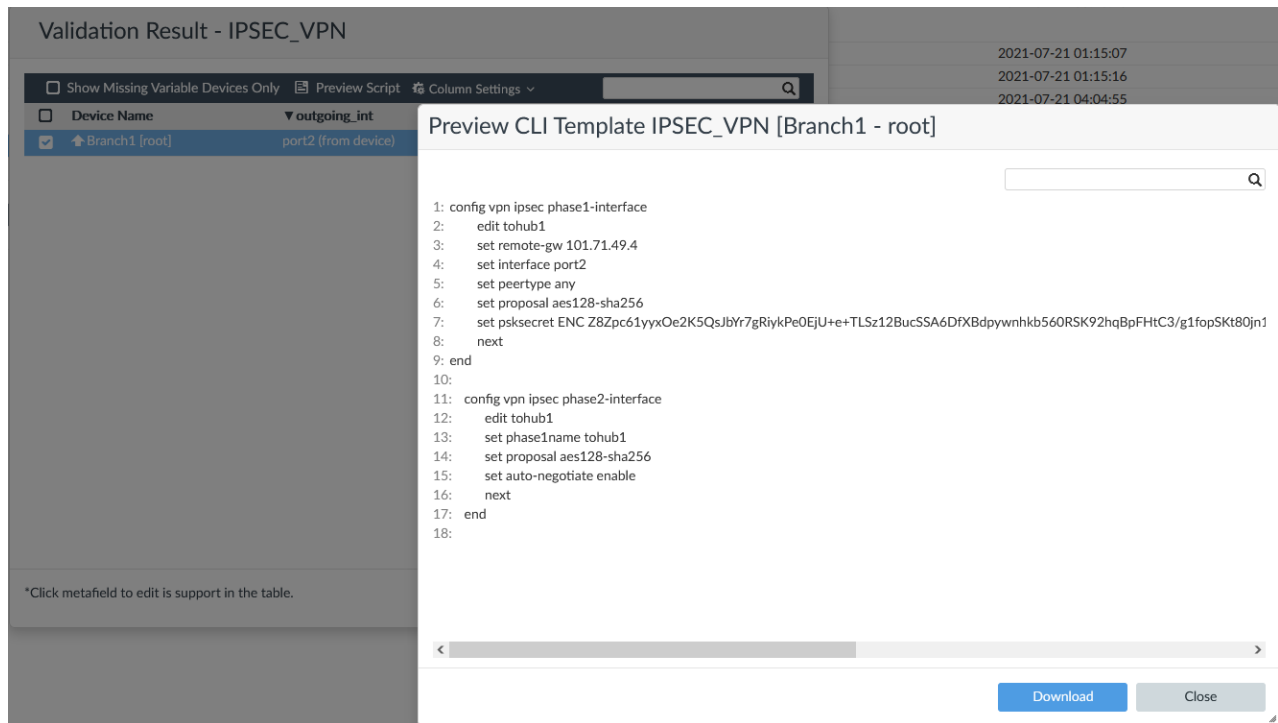 Validation Result - IPSEC_VPN
2021-07-21 01:15:07
2021-07-21 01:15:16
2021-07-21 04:04:55
Show Missing Variable Devices Only Preview Script Column Settings
Device Name ▼ outgoing_int
Branch1 [root] port2 (from device)
Preview CLI Template IPSEC_VPN [Branch1 - root]
1: config vpn ipsec phase1-interface
2: edit tohub1
3: set remote-gw 101.71.49.4
4: set interface port2
5: set peertype any
6: set proposal aes128-sha256
7: set psksecret ENC Z8Zpc61yyxOe2K5QsJbYr7gRiykPe0EjU+e+TLSz12BucSSA6DfXBdpywnhkb560RSK92hqBpFHtC3/g1fopSKt80jn1
8: next
9: end
10:
11: config vpn ipsec phase2-interface
12: edit tohub1
13: set phase1name tohub1
14: set proposal aes128-sha256
15: set auto-negotiate enable
16: next
17: end
18:
*Click metafield to edit is support in the table.
Download Close